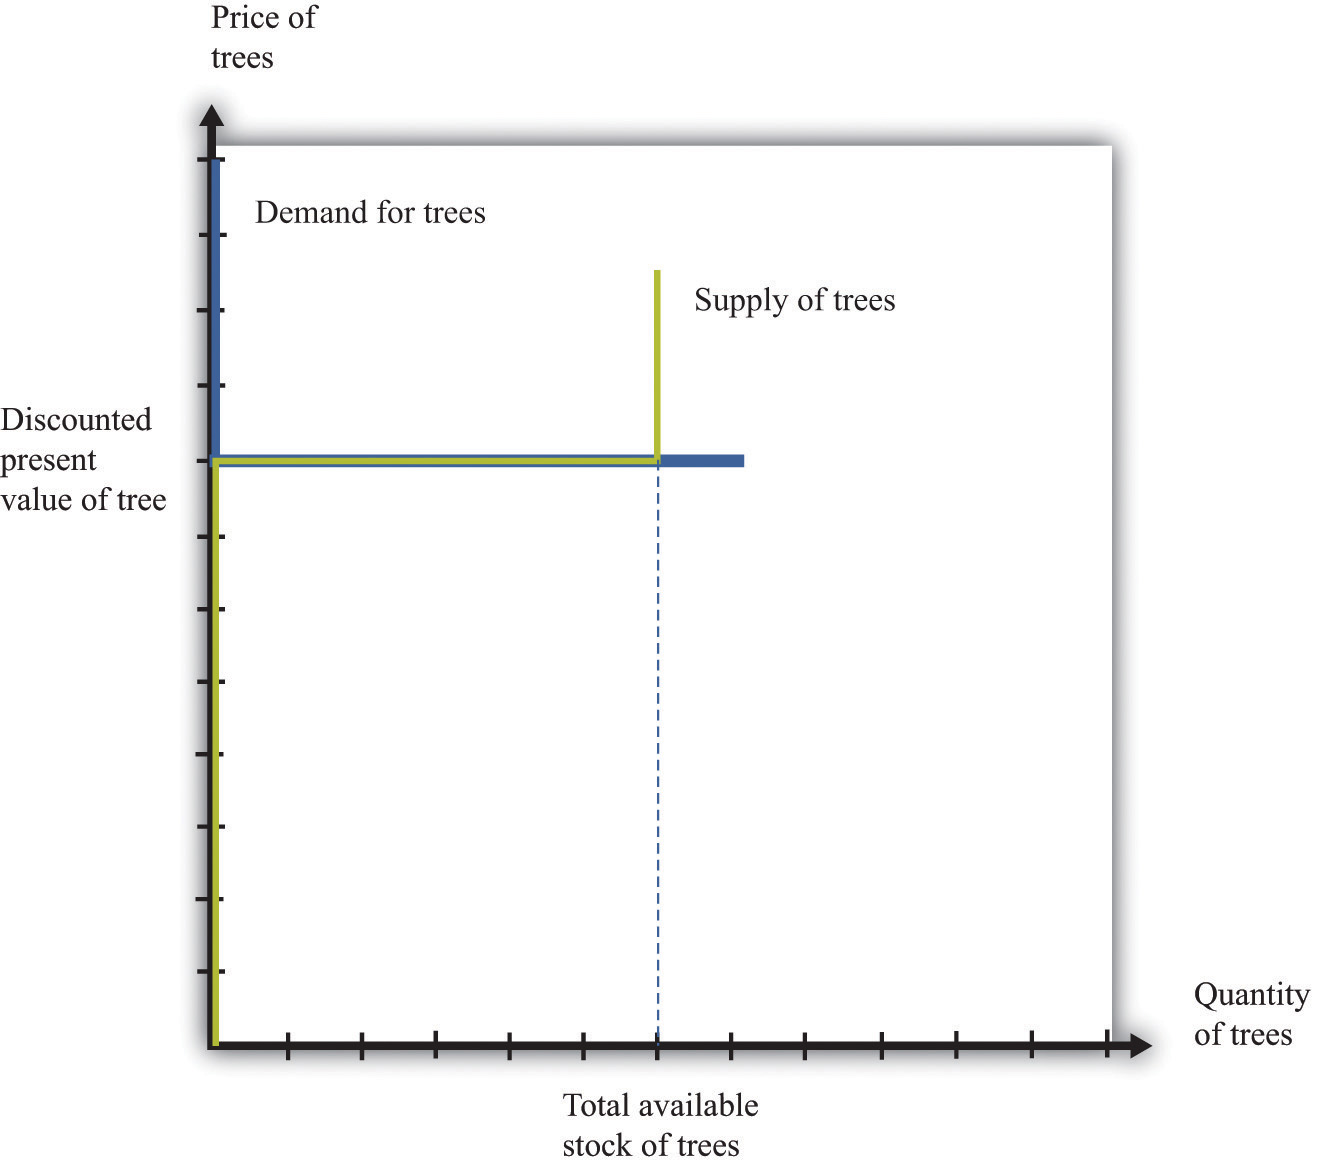 Price of
trees
Demand for trees
Supply of trees
Discounted
present
value of tree
Quantity
of trees
Total available
stock of trees